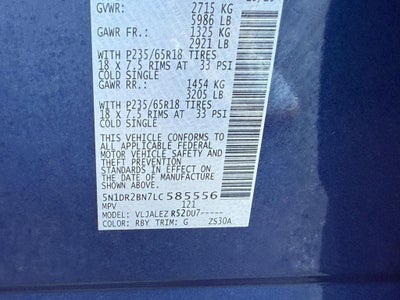 GVWR: 2715 KG
5986 LB
GAWR FR.: 1325 KG
2921 LB
WITH P235/65R18 TIRES
18 x 7.5 RIMS AT 33 PSI
COLD SINGLE
GAWR RR.: 1454 KG
3205 LB
WITH P235/65R18 TIRES
18 x 7.5 RIMS AT 33 PSI
COLD SINGLE
THIS VEHICLE CONFORMS TO
ALL APPLICABLE FEDERAL
MOTOR VEHICLE SAFETY AND
THEFT PREVENTION
STANDARDS IN EFFECT ON
THE DATE OF MANUFACTURE
SHOWN ABOVE.
5N1DR2BN7LC 585556
MPV 121
MODEL: VLJALEZ R52DU7-----
COLOR: RBY TRIM: G ZS30A